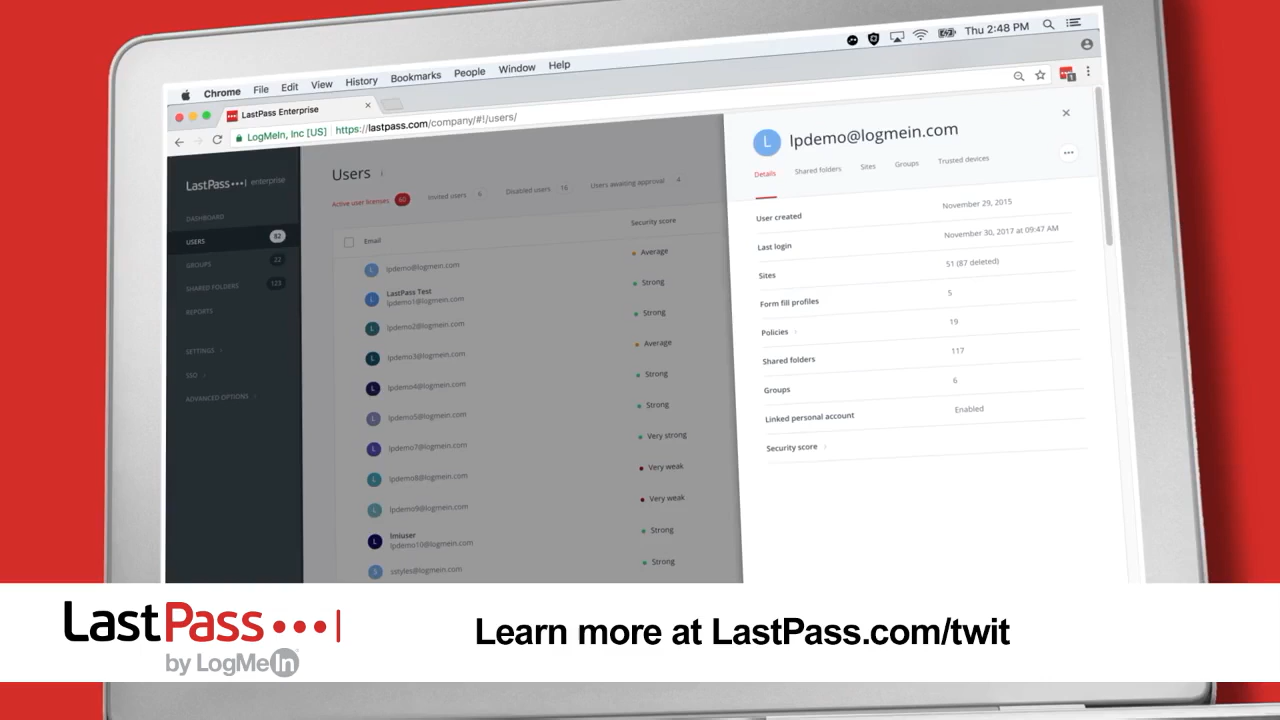 Chrome File Edit View History Bookmarks People Window Help Thu 2:48 PM
LastPass Enterprise
LogMeIn, Inc [US] https://lastpass.com/company/#!/users/
1
LastPass enterprise
DASHBOARD
USERS 82
GROUPS 22
SHARED FOLDERS 123
REPORTS
SETTINGS
SSO
ADVANCED OPTIONS
Users i
Active user licenses 60 Invited users 6 Disabled users 16 Users awaiting approval 4
Email Security score
L lpdemo@logmein.com Average
L LastPass Test
lpdemo1@logmein.com Strong
L lpdemo2@logmein.com Strong
L lpdemo3@logmein.com Average
L lpdemo4@logmein.com Strong
L lpdemo5@logmein.com Strong
L lpdemo7@logmein.com Very strong
L lpdemo8@logmein.com Very weak
L lpdemo9@logmein.com Very weak
L lmiuser
lpdemo10@logmein.com Strong
S sstyles@logmein.com Strong
L lpdemo@logmein.com
Details Shared folders Sites Groups Trusted devices
User created November 29, 2015
Last login November 30, 2017 at 09:47 AM
Sites 51 (87 deleted)
Form fill profiles 5
Policies 19
Shared folders 117
Groups 6
Linked personal account Enabled
Security score
LastPass
by LogMeIn
Learn more at LastPass.com/twit